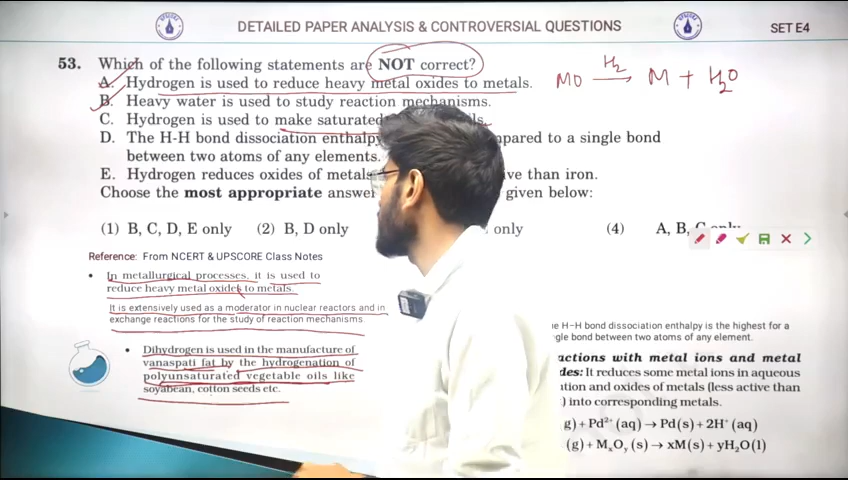 DETAILED PAPER ANALYSIS & CONTROVERSIAL QUESTIONS
SET E4
53. Which of the following statements are NOT correct?
A. Hydrogen is used to reduce heavy metal oxides to metals.
MO H₂→ M + H₂O
B. Heavy water is used to study reaction mechanisms.
C. Hydrogen is used to make saturated
D. The H-H bond dissociation enthalpy compared to a single bond
between two atoms of any elements.
E. Hydrogen reduces oxides of metals than iron.
Choose the most appropriate answer given below:
(1) B, C, D, E only (2) B, D only only (4) A, B,
Reference: From NCERT & UPSCORE Class Notes
• In metallurgical processes, it is used to
reduce heavy metal oxides to metals.
It is extensively used as a moderator in nuclear reactors and in
exchange reactions for the study of reaction mechanisms.
• Dihydrogen is used in the manufacture of
vanaspati fat by the hydrogenation of
polyunsaturated vegetable oils like
soyabean, cotton seeds etc.
H–H bond dissociation enthalpy is the highest for a
bond between two atoms of any element.
with metal ions and metal
It reduces some metal ions in aqueous
and oxides of metals (less active than
) into corresponding metals.
g) + Pd²⁺ (aq) → Pd(s) + 2H⁺ (aq)
(g) + MₓOᵧ (s) → xM(s) + yH₂O(l)